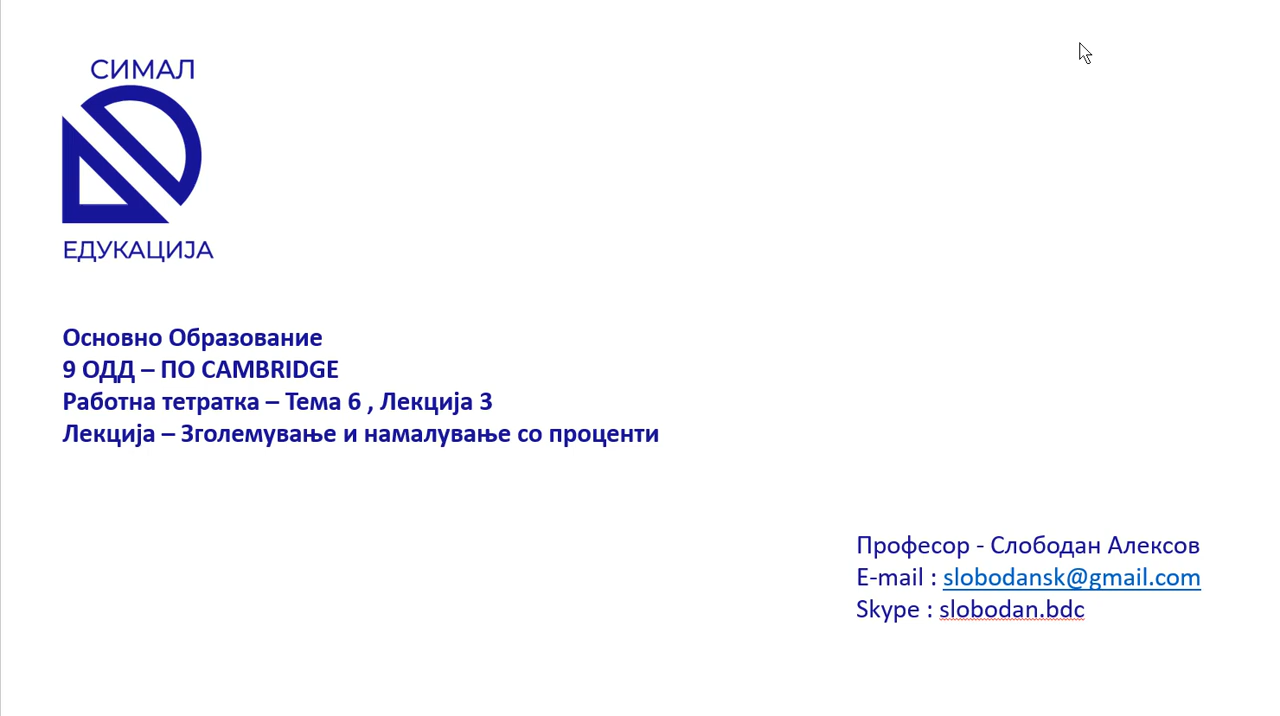 СИМАЛ
ЕДУКАЦИЈА
Основно Образование
9 ОДД – ПО CAMBRIDGE
Работна тетратка – Тема 6 , Лекција 3
Лекција – Зголемување и намалување со проценти
Професор - Слободан Алексов
E-mail : slobodansk@gmail.com
Skype : slobodan.bdc